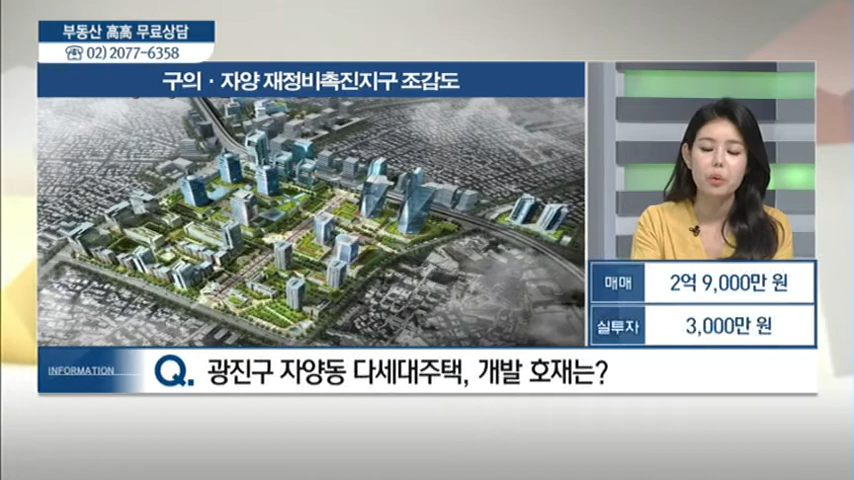 부동산 高高 무료상담
☎ 02) 2077-6358
구의 · 자양 재정비촉진지구 조감도
매매 2억 9,000만 원
실투자 3,000만 원
INFORMATION Q. 광진구 자양동 다세대주택, 개발 호재는?